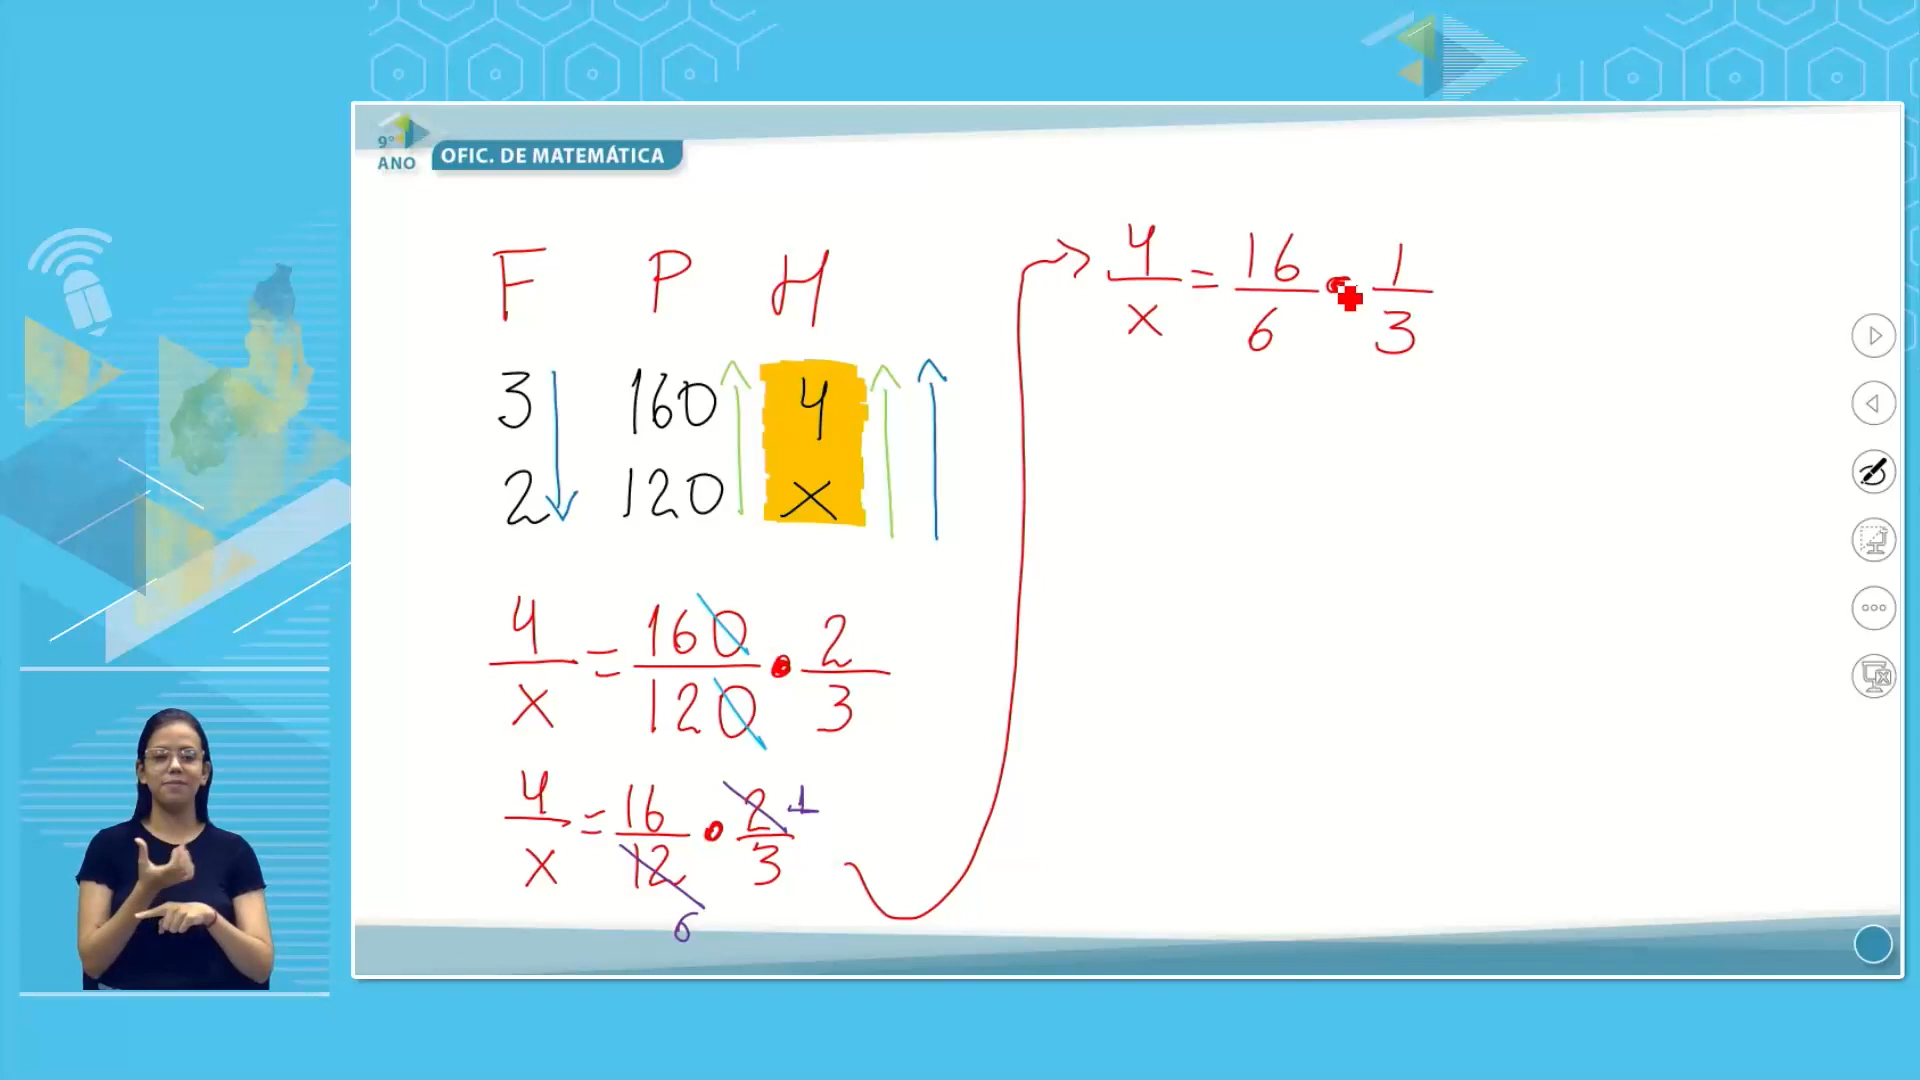 9º
ANO
OFIC. DE MATEMÁTICA
F P H
3 160 4
2 120 x
4/x = 160/120 • 2/3
4/x = 16/12 • 2/3 1
6
4/x = 16/6 • 1/3